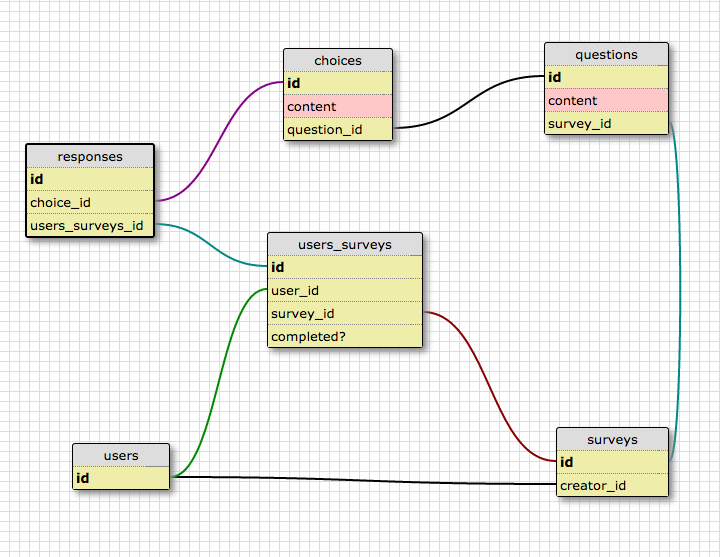 choices
id
content
question_id
questions
id
content
survey_id
responses
id
choice_id
users_surveys_id
users_surveys
id
user_id
survey_id
completed?
users
id
surveys
id
creator_id